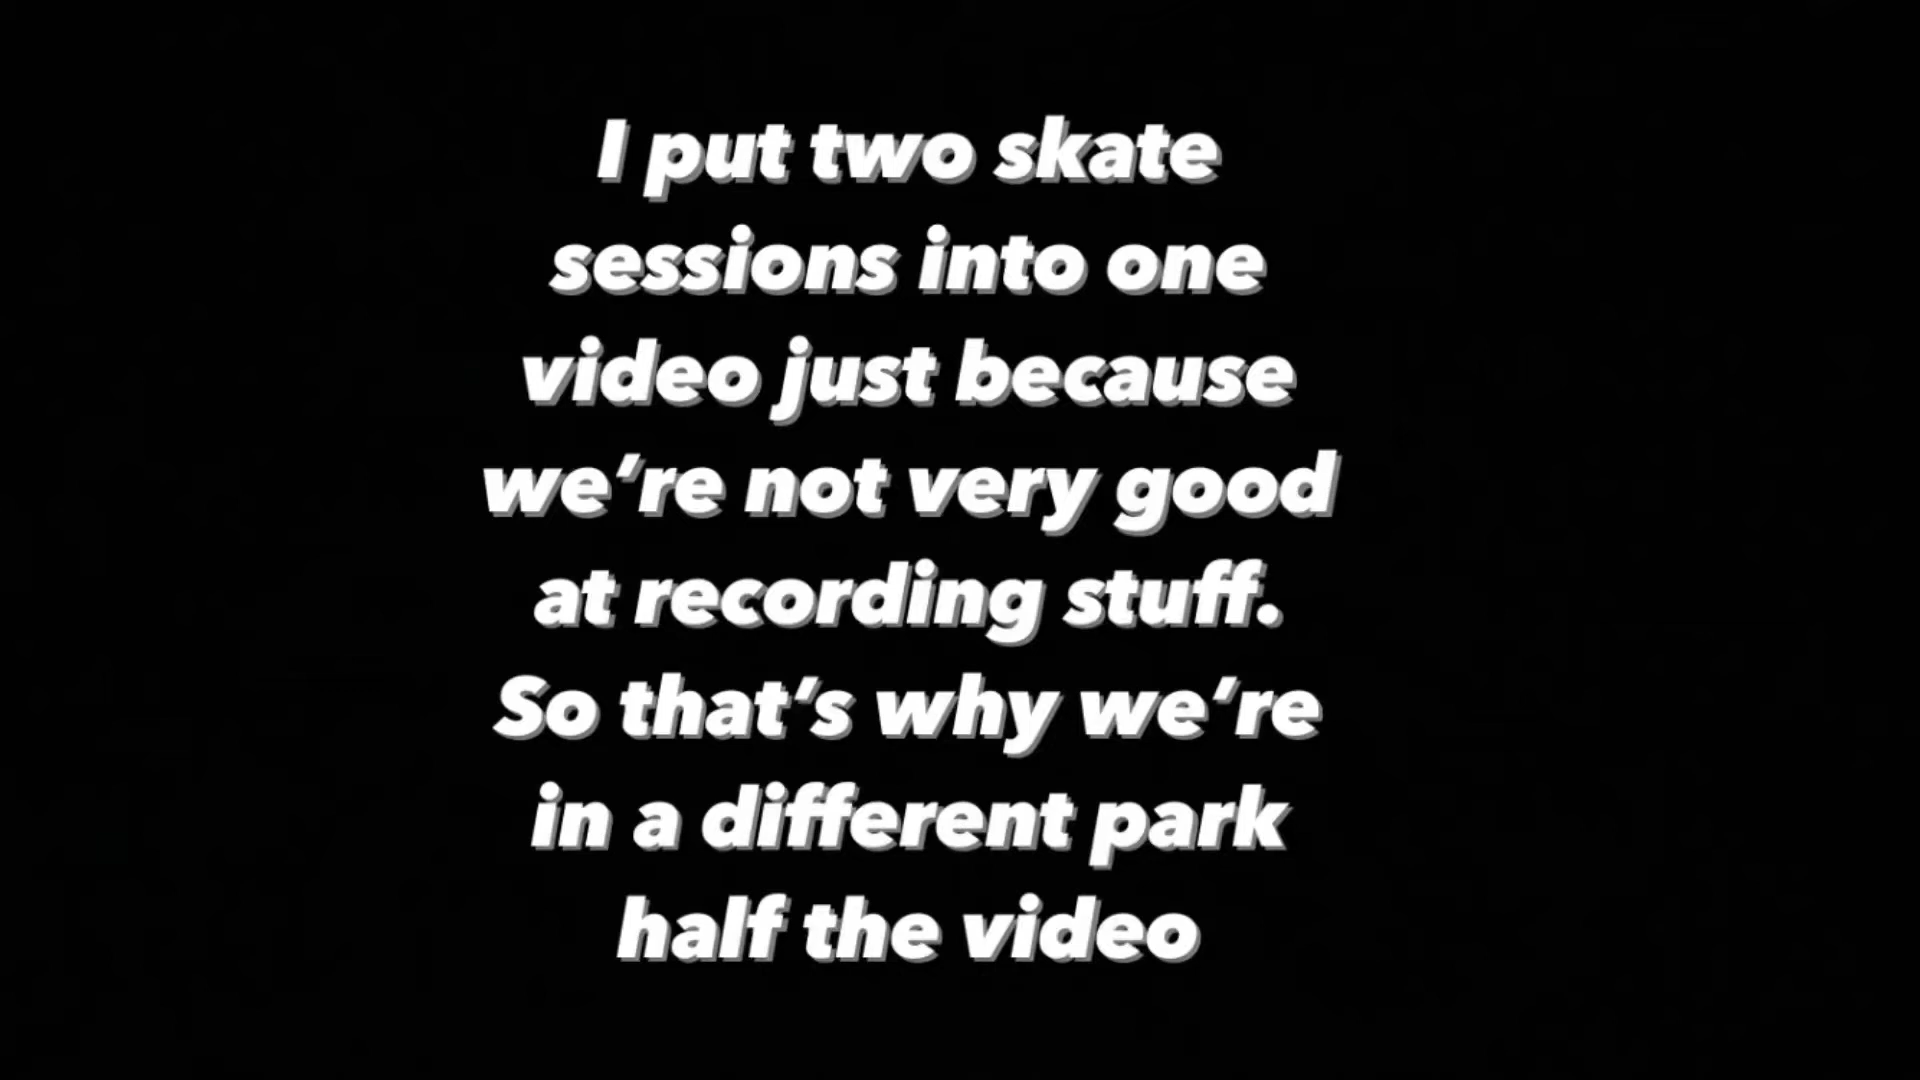 I put two skate
sessions into one
video just because
we’re not very good
at recording stuff.
So that’s why we’re
in a different park
half the video